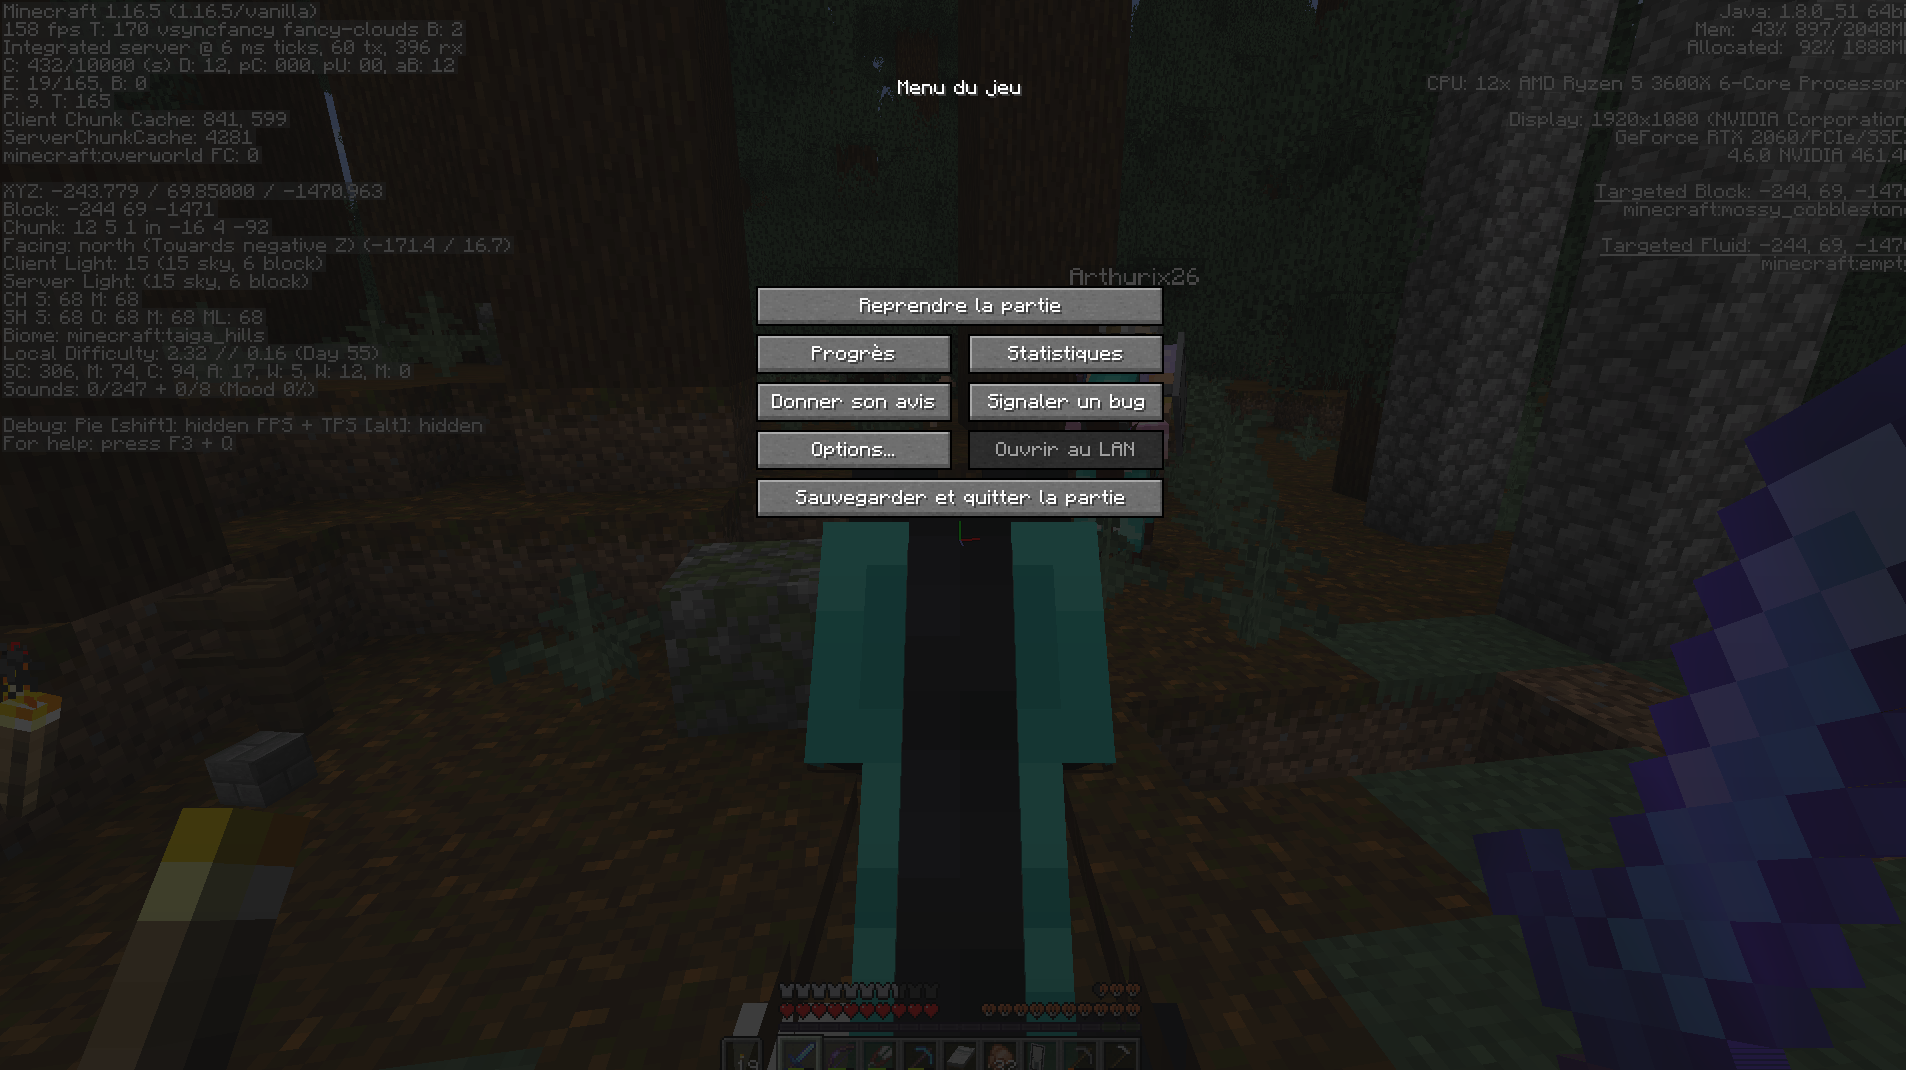 Minecraft 1.16.5 (1.16.5/vanilla)
158 fps T: 170 vsyncfancy fancy-clouds B: 2
Integrated server @ 6 ms ticks, 60 tx, 396 rx
C: 432/10000 (s) D: 12, pC: 000, pU: 00, aB: 12
E: 19/165, B: 0
P: 9. T: 165
Client Chunk Cache: 841, 599
ServerChunkCache: 4281
minecraft:overworld FC: 0
XYZ: -243.779 / 69.85000 / -1470.963
Block: -244 69 -1471
Chunk: 12 5 1 in -16 4 -92
Facing: north (Towards negative Z) (-171.4 / 16.7)
Client Light: 15 (15 sky, 6 block)
Server Light: (15 sky, 6 block)
CH S: 68 M: 68
SH S: 68 O: 68 M: 68 ML: 68
Biome: minecraft:taiga_hills
Local Difficulty: 2.32 // 0.16 (Day 55)
SC: 306, M: 74, C: 94, A: 17, W: 5, W: 12, M: 0
Sounds: 0/247 + 0/8 (Mood 0%)
Debug: Pie [shift]: hidden FPS + TPS [alt]: hidden
For help: press F3 + Q
Java: 1.8.0_51 64bi
Mem: 43% 897/2048M
Allocated: 92% 1888M
CPU: 12x AMD Ryzen 5 3600X 6-Core Processor
Display: 1920x1080 (NVIDIA Corporation
GeForce RTX 2060/PCIe/SSE
4.6.0 NVIDIA 461.4
Targeted Block: -244, 69, -147
minecraft:mossy_cobblestone
Targeted Fluid: -244, 69, -147
minecraft:empty
Menu du jeu
Arthurix26
Reprendre la partie
Progrès
Statistiques
Donner son avis
Signaler un bug
Options...
Ouvrir au LAN
Sauvegarder et quitter la partie
19